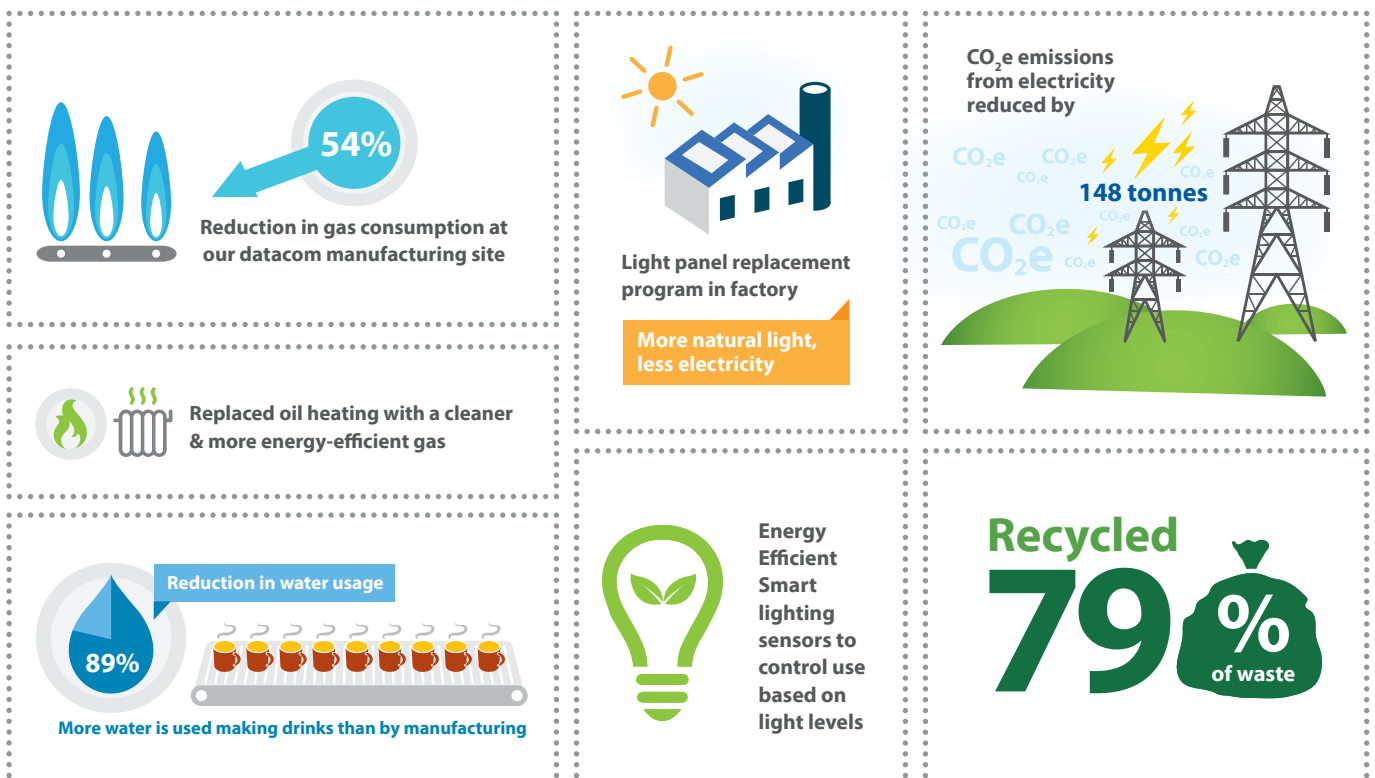 54%
Reduction in gas consumption at
our datacom manufacturing site
Replaced oil heating with a cleaner
& more energy-efficient gas
Reduction in water usage
89%
More water is used making drinks than by manufacturing
Light panel replacement
program in factory
More natural light,
less electricity
Energy
Efficient
Smart
lighting
sensors to
control use
based on
light levels
CO₂e emissions
from electricity
reduced by
CO₂e
CO₂e
CO₂e
CO₂e
148 tonnes
CO₂e
CO₂e
CO₂e
CO₂e
CO₂e
CO₂e
CO₂e
Recycled
79
%
of waste